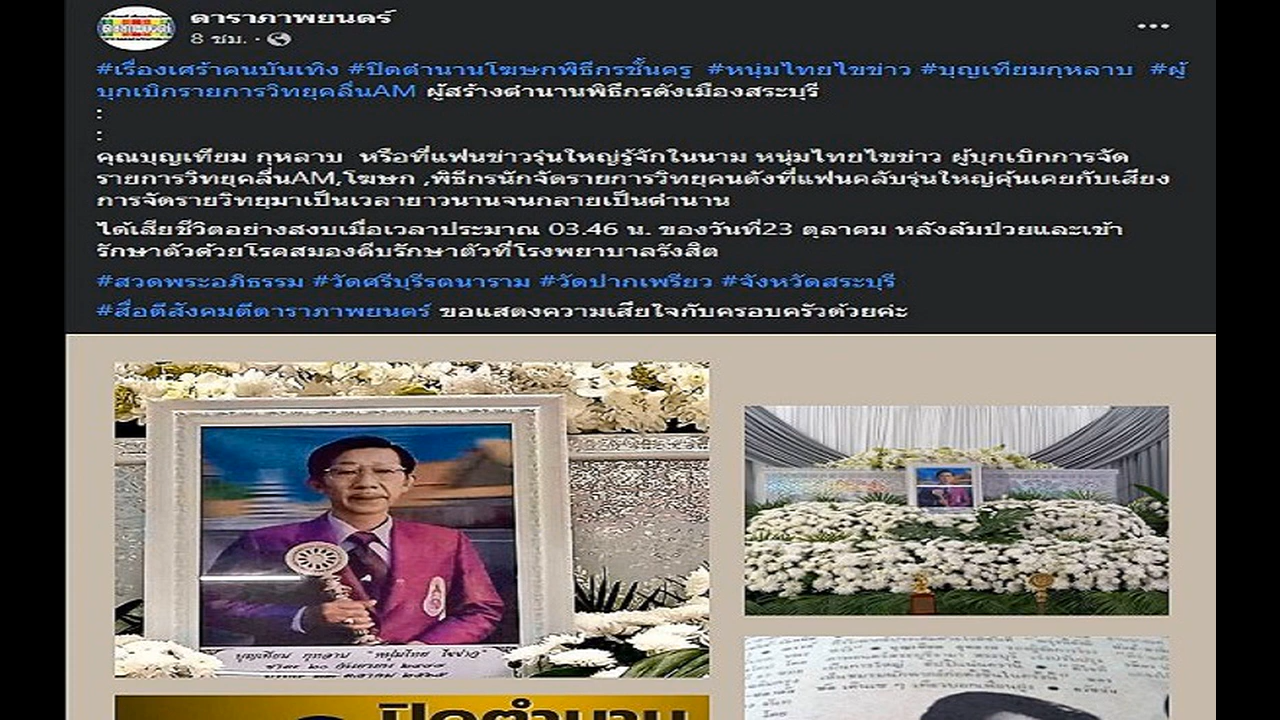 ดาราภาพยนตร์
8 ชม. ·
#เรื่องเศร้าคนบันเทิง #ปิดตำนานโฆษกพิธีกรชั้นครู #หนุ่มไทยไขข่าว #บุญเทียมกุหลาบ #ผู้
บุกเบิกรายการวิทยุคลื่นAM ผู้สร้างตำนานพิธีกรดังเมืองสระบุรี
:
:
คุณบุญเทียม กุหลาบ หรือที่แฟนข่าวรุ่นใหญ่รู้จักในนาม หนุ่มไทยไขข่าว ผู้บุกเบิกการจัด
รายการวิทยุคลื่นAM,โฆษก ,พิธีกรนักจัดรายการวิทยุคนดังที่แฟนคลับรุ่นใหญ่คุ้นเคยกับเสียง
การจัดรายวิทยุมาเป็นเวลายาวนานจนกลายเป็นตำนาน
ได้เสียชีวิตอย่างสงบเมื่อเวลาประมาณ 03.46 น. ของวันที่23 ตุลาคม หลังล้มป่วยและเข้า
รักษาตัวด้วยโรคสมองตีบรักษาตัวที่โรงพยาบาลรังสิต
#สวดพระอภิธรรม #วัดศรีบุรีรตนาราม #วัดปากเพรียว #จังหวัดสระบุรี
#สื่อดีสังคมดีดาราภาพยนตร์ ขอแสดงความเสียใจกับครอบครัวด้วยค่ะ
บุญเทียม กุหลาบ "หนุ่มไทย ไขข่าว"
ปิดตำนาน